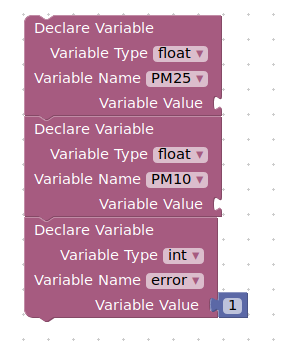 Declare Variable
Variable Type float
Variable Name PM25
Variable Value
Declare Variable
Variable Type float
Variable Name PM10
Variable Value
Declare Variable
Variable Type int
Variable Name error
Variable Value 1